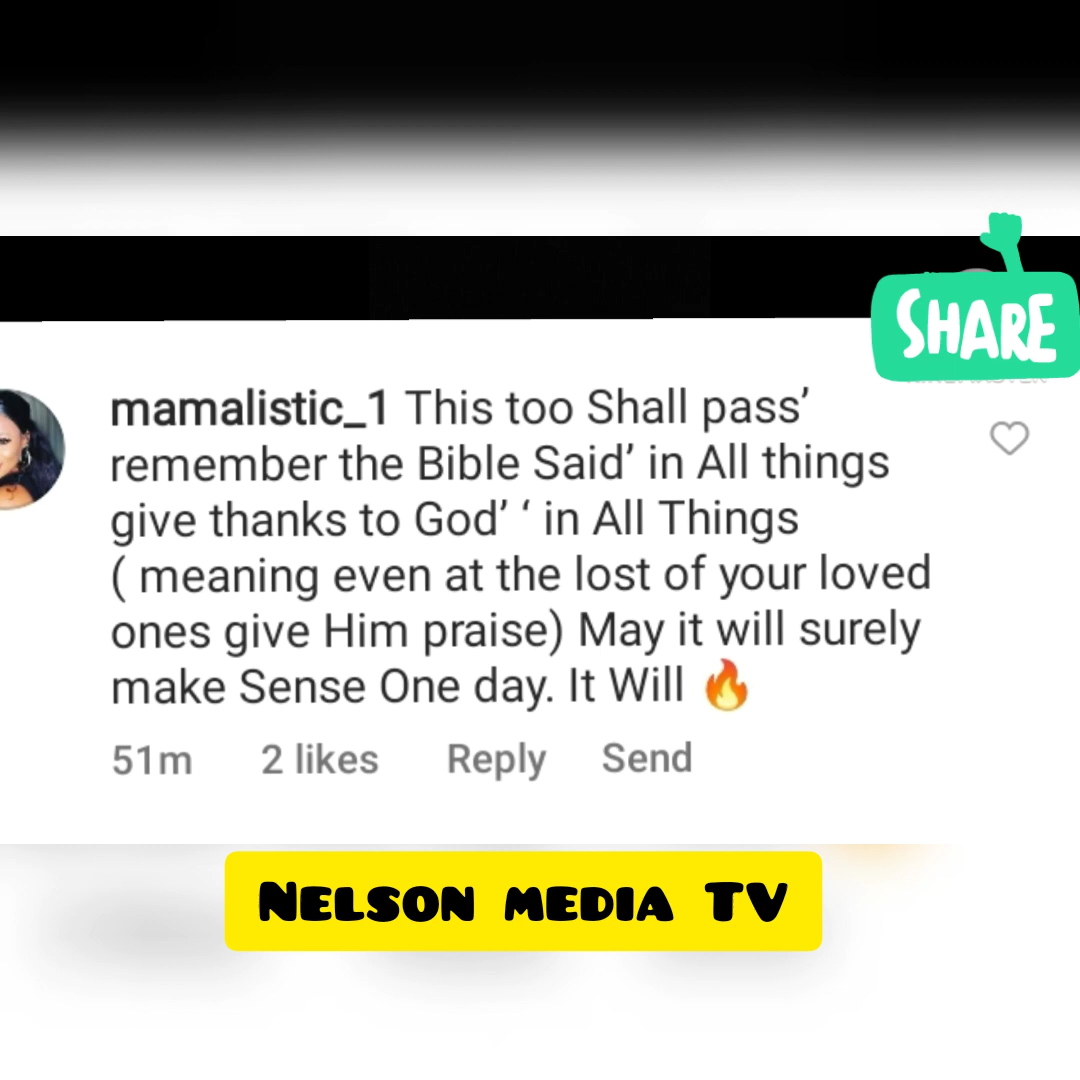 SHARE
mamalistic_1 This too Shall pass’
remember the Bible Said’ in All things
give thanks to God’ ‘ in All Things
( meaning even at the lost of your loved
ones give Him praise) May it will surely
make Sense One day. It Will 🔥
51m 2 likes Reply Send
NELSON MEDIA TV